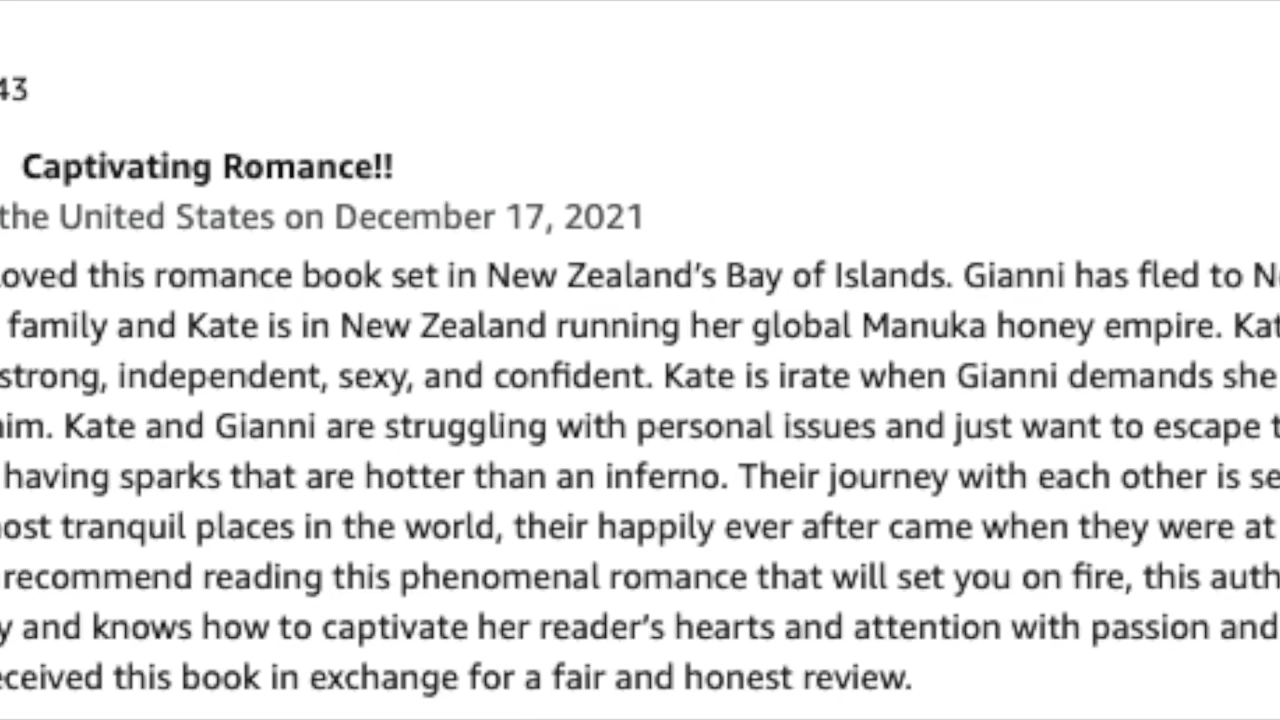 43
Captivating Romance!!
the United States on December 17, 2021
oved this romance book set in New Zealand's Bay of Islands. Gianni has fled to N
family and Kate is in New Zealand running her global Manuka honey empire. Kat
strong, independent, sexy, and confident. Kate is irate when Gianni demands she
him. Kate and Gianni are struggling with personal issues and just want to escape t
having sparks that are hotter than an inferno. Their journey with each other is se
ost tranquil places in the world, their happily ever after came when they were at
recommend reading this phenomenal romance that will set you on fire, this auth
y and knows how to captivate her reader's hearts and attention with passion and
eceived this book in exchange for a fair and honest review.